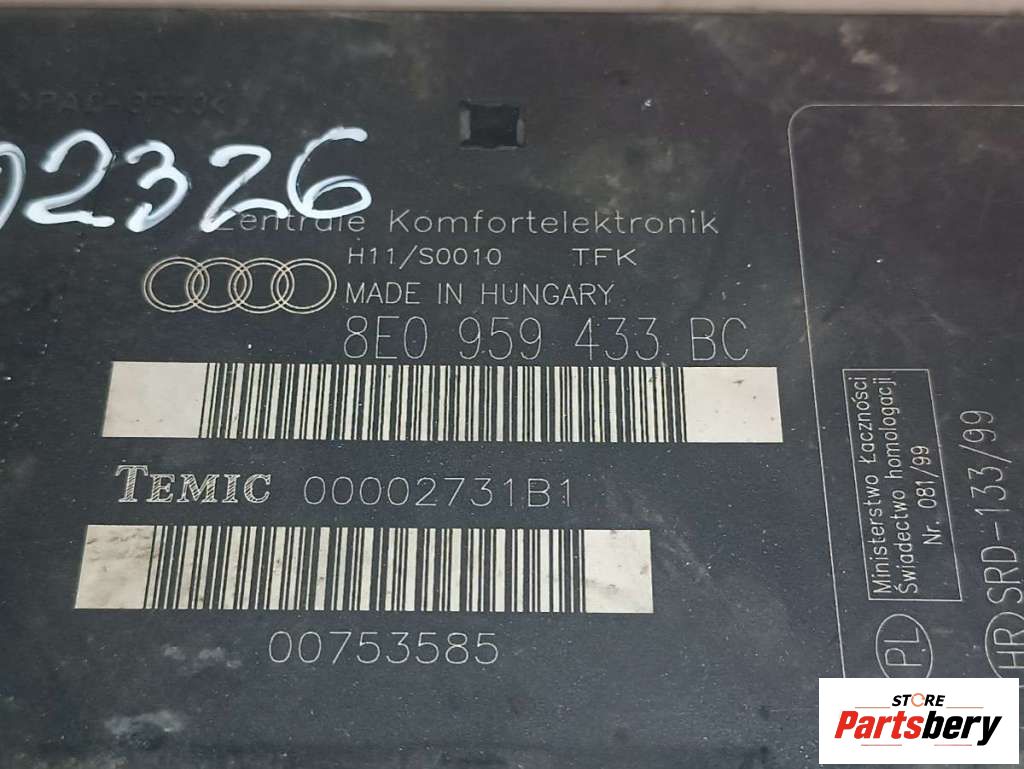 02326
Zentrale Komfortelektronik
H11/S0010 TFK
MADE IN HUNGARY
8E0 959 433 BC
TEMIC 00002731B1
00753585
Ministerstwo Łączności
Świadectwo homologacji
Nr. 081/99
PL
HR SRD-133/99
STORE
Partsbery